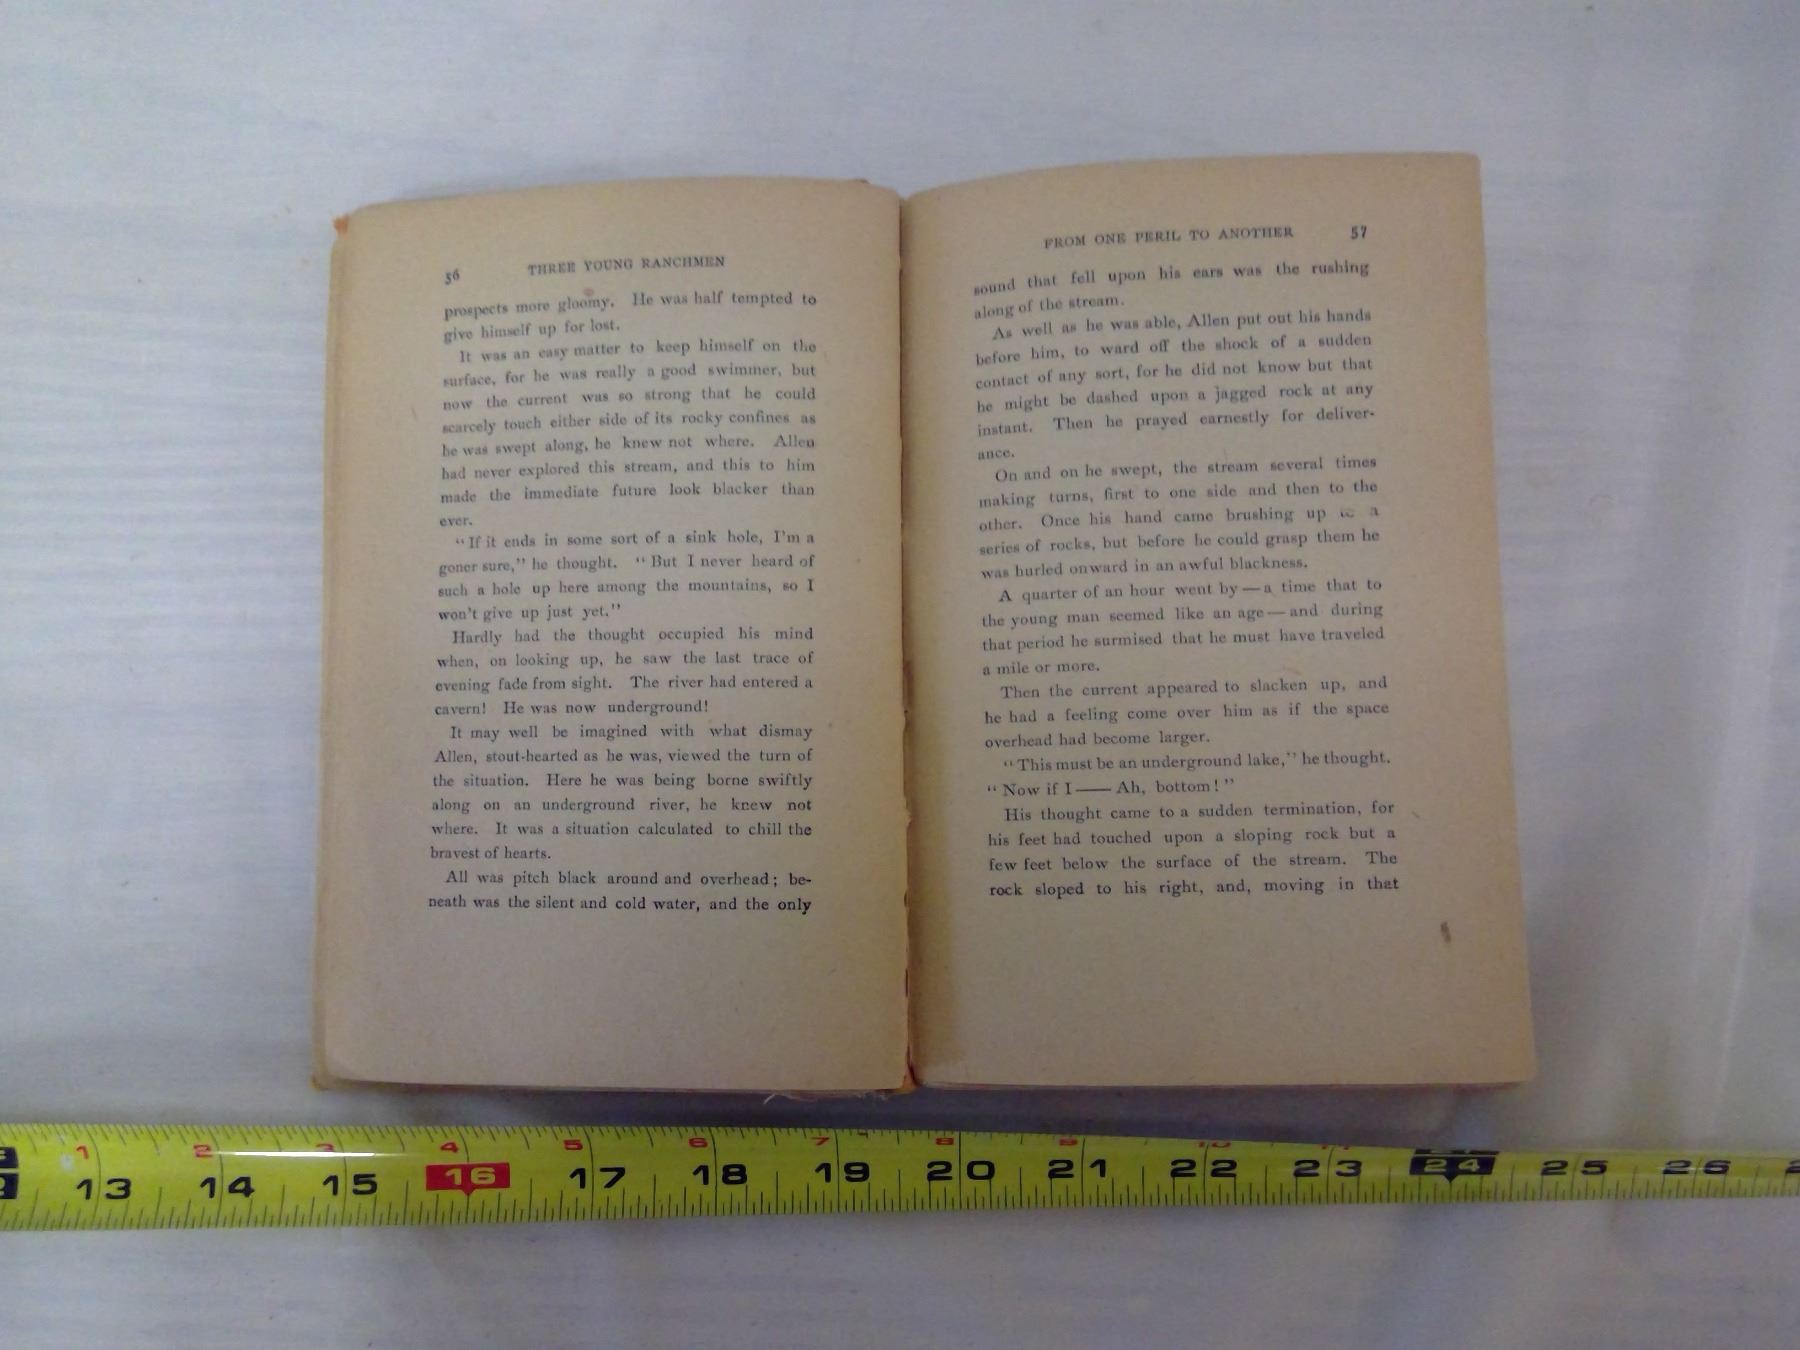 56 THREE YOUNG RANCHMEN
prospects more gloomy. He was half tempted to
give himself up for lost.
It was an easy matter to keep himself on the
surface, for he was really a good swimmer, but
now the current was so strong that he could
scarcely touch either side of its rocky confines as
he was swept along, he knew not where. Allen
had never explored this stream, and this to him
made the immediate future look blacker than
ever.
“If it ends in some sort of a sink hole, I'm a
goner sure,” he thought. “But I never heard of
such a hole up here among the mountains, so I
won't give up just yet.”
Hardly had the thought occupied his mind
when, on looking up, he saw the last trace of
evening fade from sight. The river had entered a
cavern! He was now underground!
It may well be imagined with what dismay
Allen, stout-hearted as he was, viewed the turn of
the situation. Here he was being borne swiftly
along on an underground river, he knew not
where. It was a situation calculated to chill the
bravest of hearts.
All was pitch black around and overhead; be-
neath was the silent and cold water, and the only
FROM ONE PERIL TO ANOTHER 57
sound that fell upon his ears was the rushing
along of the stream.
As well as he was able, Allen put out his hands
before him, to ward off the shock of a sudden
contact of any sort, for he did not know but that
he might be dashed upon a jagged rock at any
instant. Then he prayed earnestly for deliver-
ance.
On and on he swept, the stream several times
making turns, first to one side and then to the
other. Once his hand came brushing up a
series of rocks, but before he could grasp them he
was hurled onward in an awful blackness.
A quarter of an hour went by — a time that to
the young man seemed like an age — and during
that period he surmised that he must have traveled
a mile or more.
Then the current appeared to slacken up, and
he had a feeling come over him as if the space
overhead had become larger.
“This must be an underground lake,” he thought.
“Now if I—— Ah, bottom!”
His thought came to a sudden termination, for
his feet had touched upon a sloping rock but a
few feet below the surface of the stream. The
rock sloped to his right, and, moving in that
1 2 3 4 5 6 7 8 9 10 11
13 14 15 16 17 18 19 20 21 22 23 24 25 26